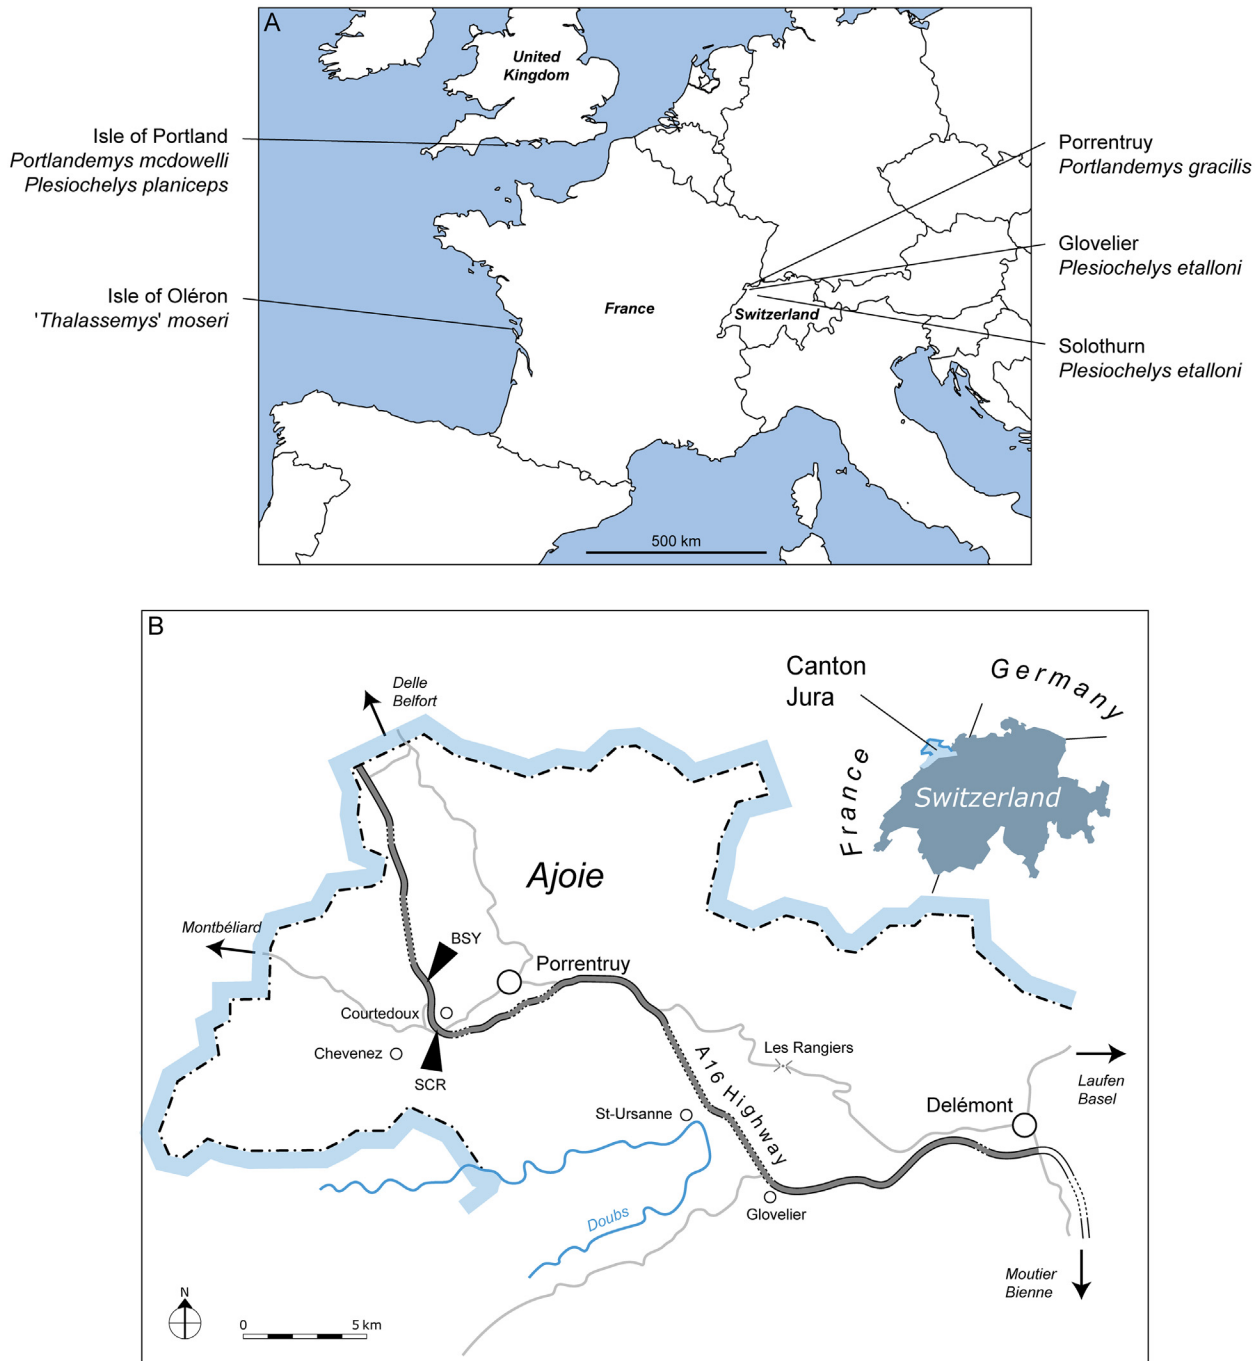 A
United
Kingdom
Isle of Portland
Portlandemys mcdowelli
Plesiochelys planiceps
Porrentruy
Portlandemys gracilis
Glovelier
Plesiochelys etalloni
Isle of Oléron
'Thalassemys' moseri
France
Switzerland
Solothurn
Plesiochelys etalloni
500 km
B
Canton
Jura
Germany
France
Switzerland
Delle
Belfort
Ajoie
Montbéliard
BSY
Porrentruy
Courtedoux
Chevenez
SCR
Les Rangiers
A16 Highway
St-Ursanne
Delémont
Laufen
Basel
Glovelier
Doubs
Moutier
Bienne
N
0
5 km